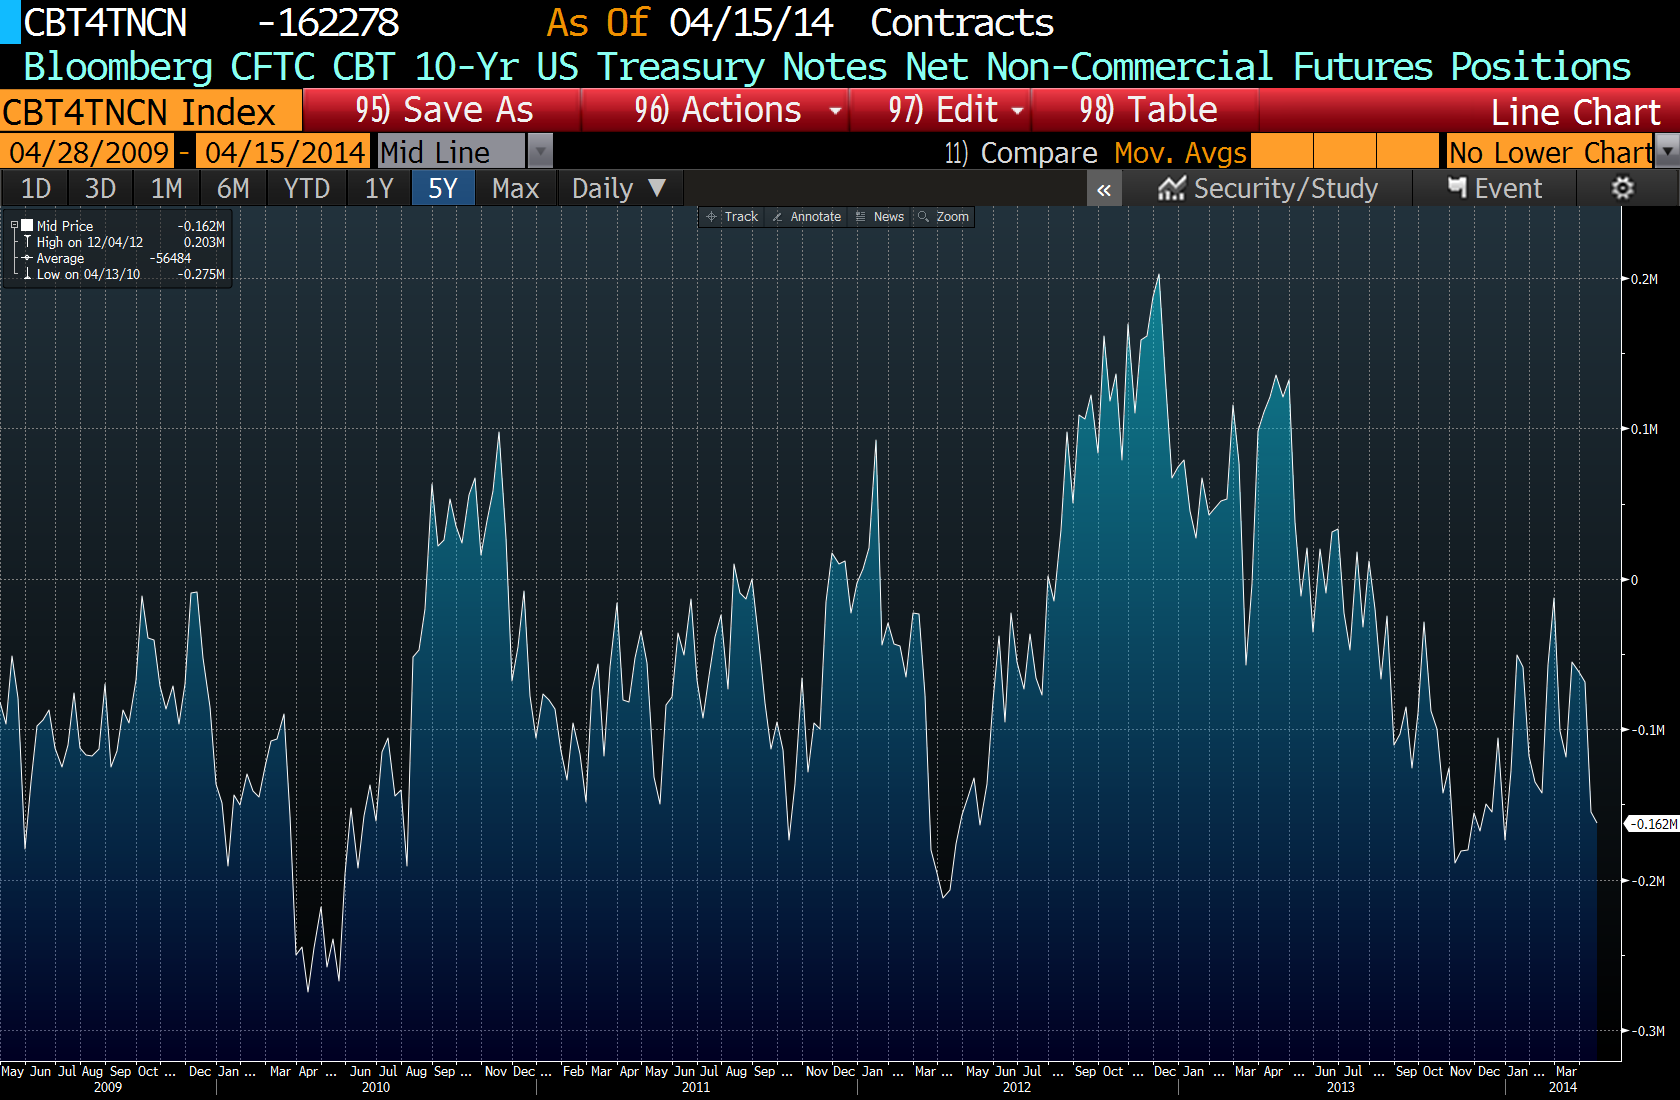 CBT4TNCN -162278 As Of 04/15/14 Contracts
Bloomberg CFTC CBT 10-Yr US Treasury Notes Net Non-Commercial Futures Positions
CBT4TNCN Index 95) Save As 96) Actions 97) Edit 98) Table Line Chart
04/28/2009 - 04/15/2014 Mid Line 11) Compare Mov. Avgs No Lower Chart
1D 3D 1M 6M YTD 1Y 5Y Max Daily ▼ « Security/Study Event
Track Annotate News Zoom
Mid Price -0.162M
High on 12/04/12 0.203M
Average -56484
Low on 04/13/10 -0.275M
0.2M
0.1M
0
-0.1M
-0.162M
-0.2M
-0.3M
May Jun Jul Aug Sep Oct ... Dec Jan ... Mar Apr ... Jun Jul Aug Sep ... Nov Dec ... Feb Mar Apr May Jun Jul Aug Sep ... Nov Dec Jan ... Mar ... May Jun Jul ... Sep Oct ... Dec Jan ... Mar Apr ... Jun Jul ... Sep Oct Nov Dec Jan ... Mar
2009 2010 2011 2012 2013 2014